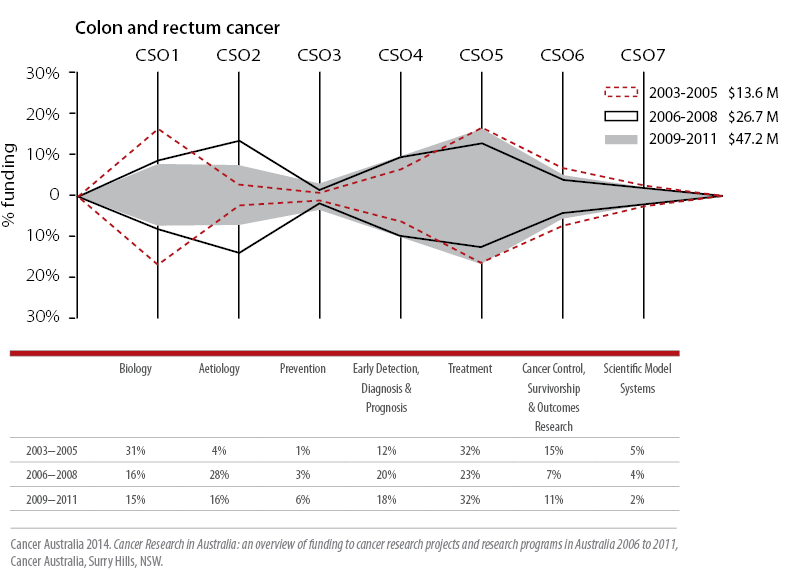 Colon and rectum cancer
CSO1 CSO2 CSO3 CSO4 CSO5 CSO6 CSO7
30%
20%
10%
0
10%
20%
30%
% funding
2003-2005 $13.6 M
2006-2008 $26.7 M
2009-2011 $47.2 M
Biology Aetiology Prevention Early Detection, Treatment Cancer Control, Scientific Model
Diagnosis & Survivorship Systems
Prognosis & Outcomes
Research
2003–2005 31% 4% 1% 12% 32% 15% 5%
2006–2008 16% 28% 3% 20% 23% 7% 4%
2009–2011 15% 16% 6% 18% 32% 11% 2%
Cancer Australia 2014. Cancer Research in Australia: an overview of funding to cancer research projects and research programs in Australia 2006 to 2011,
Cancer Australia, Surry Hills, NSW.